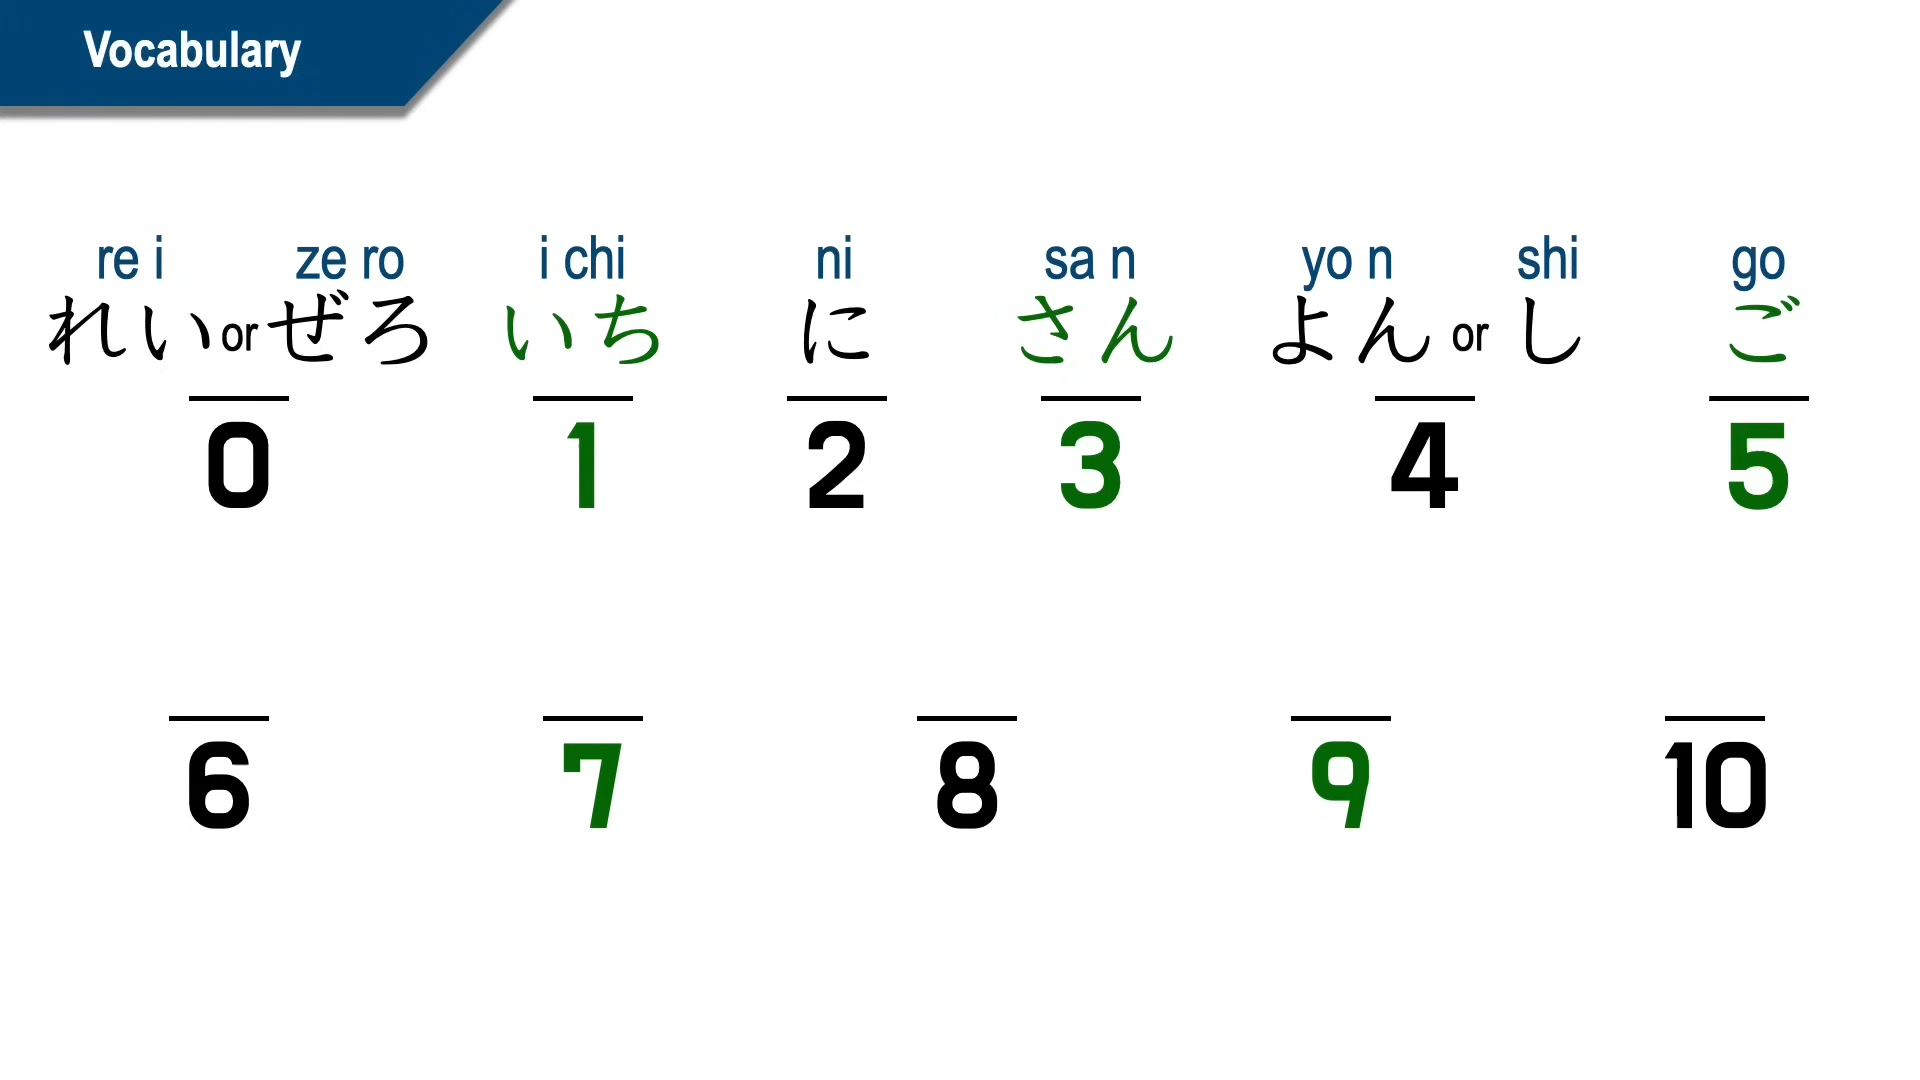 Vocabulary
re i ze ro i chi ni sa n yo n shi go
れい or ぜろ いち に さん よん or し ご
0 1 2 3 4 5
6 7 8 9 10